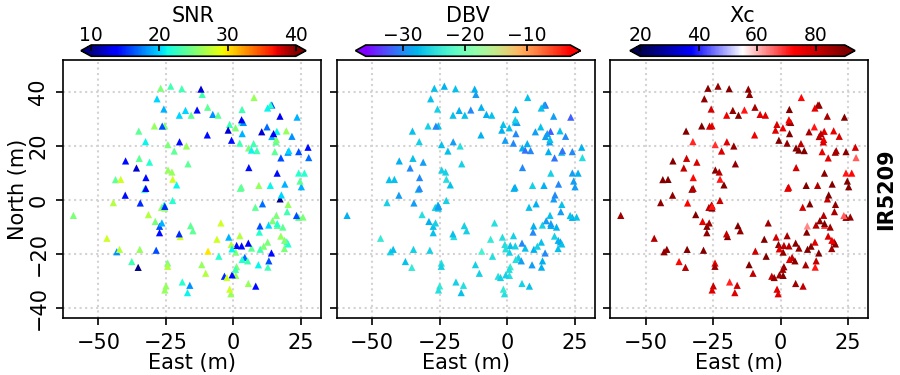 SNR DBV Xc
10 20 30 40 −30 −20 −10 20 40 60 80
40
20
0
−20
−40
North (m)
−50 −25 0 25 −50 −25 0 25 −50 −25 0 25
East (m) East (m) East (m)
IR5209